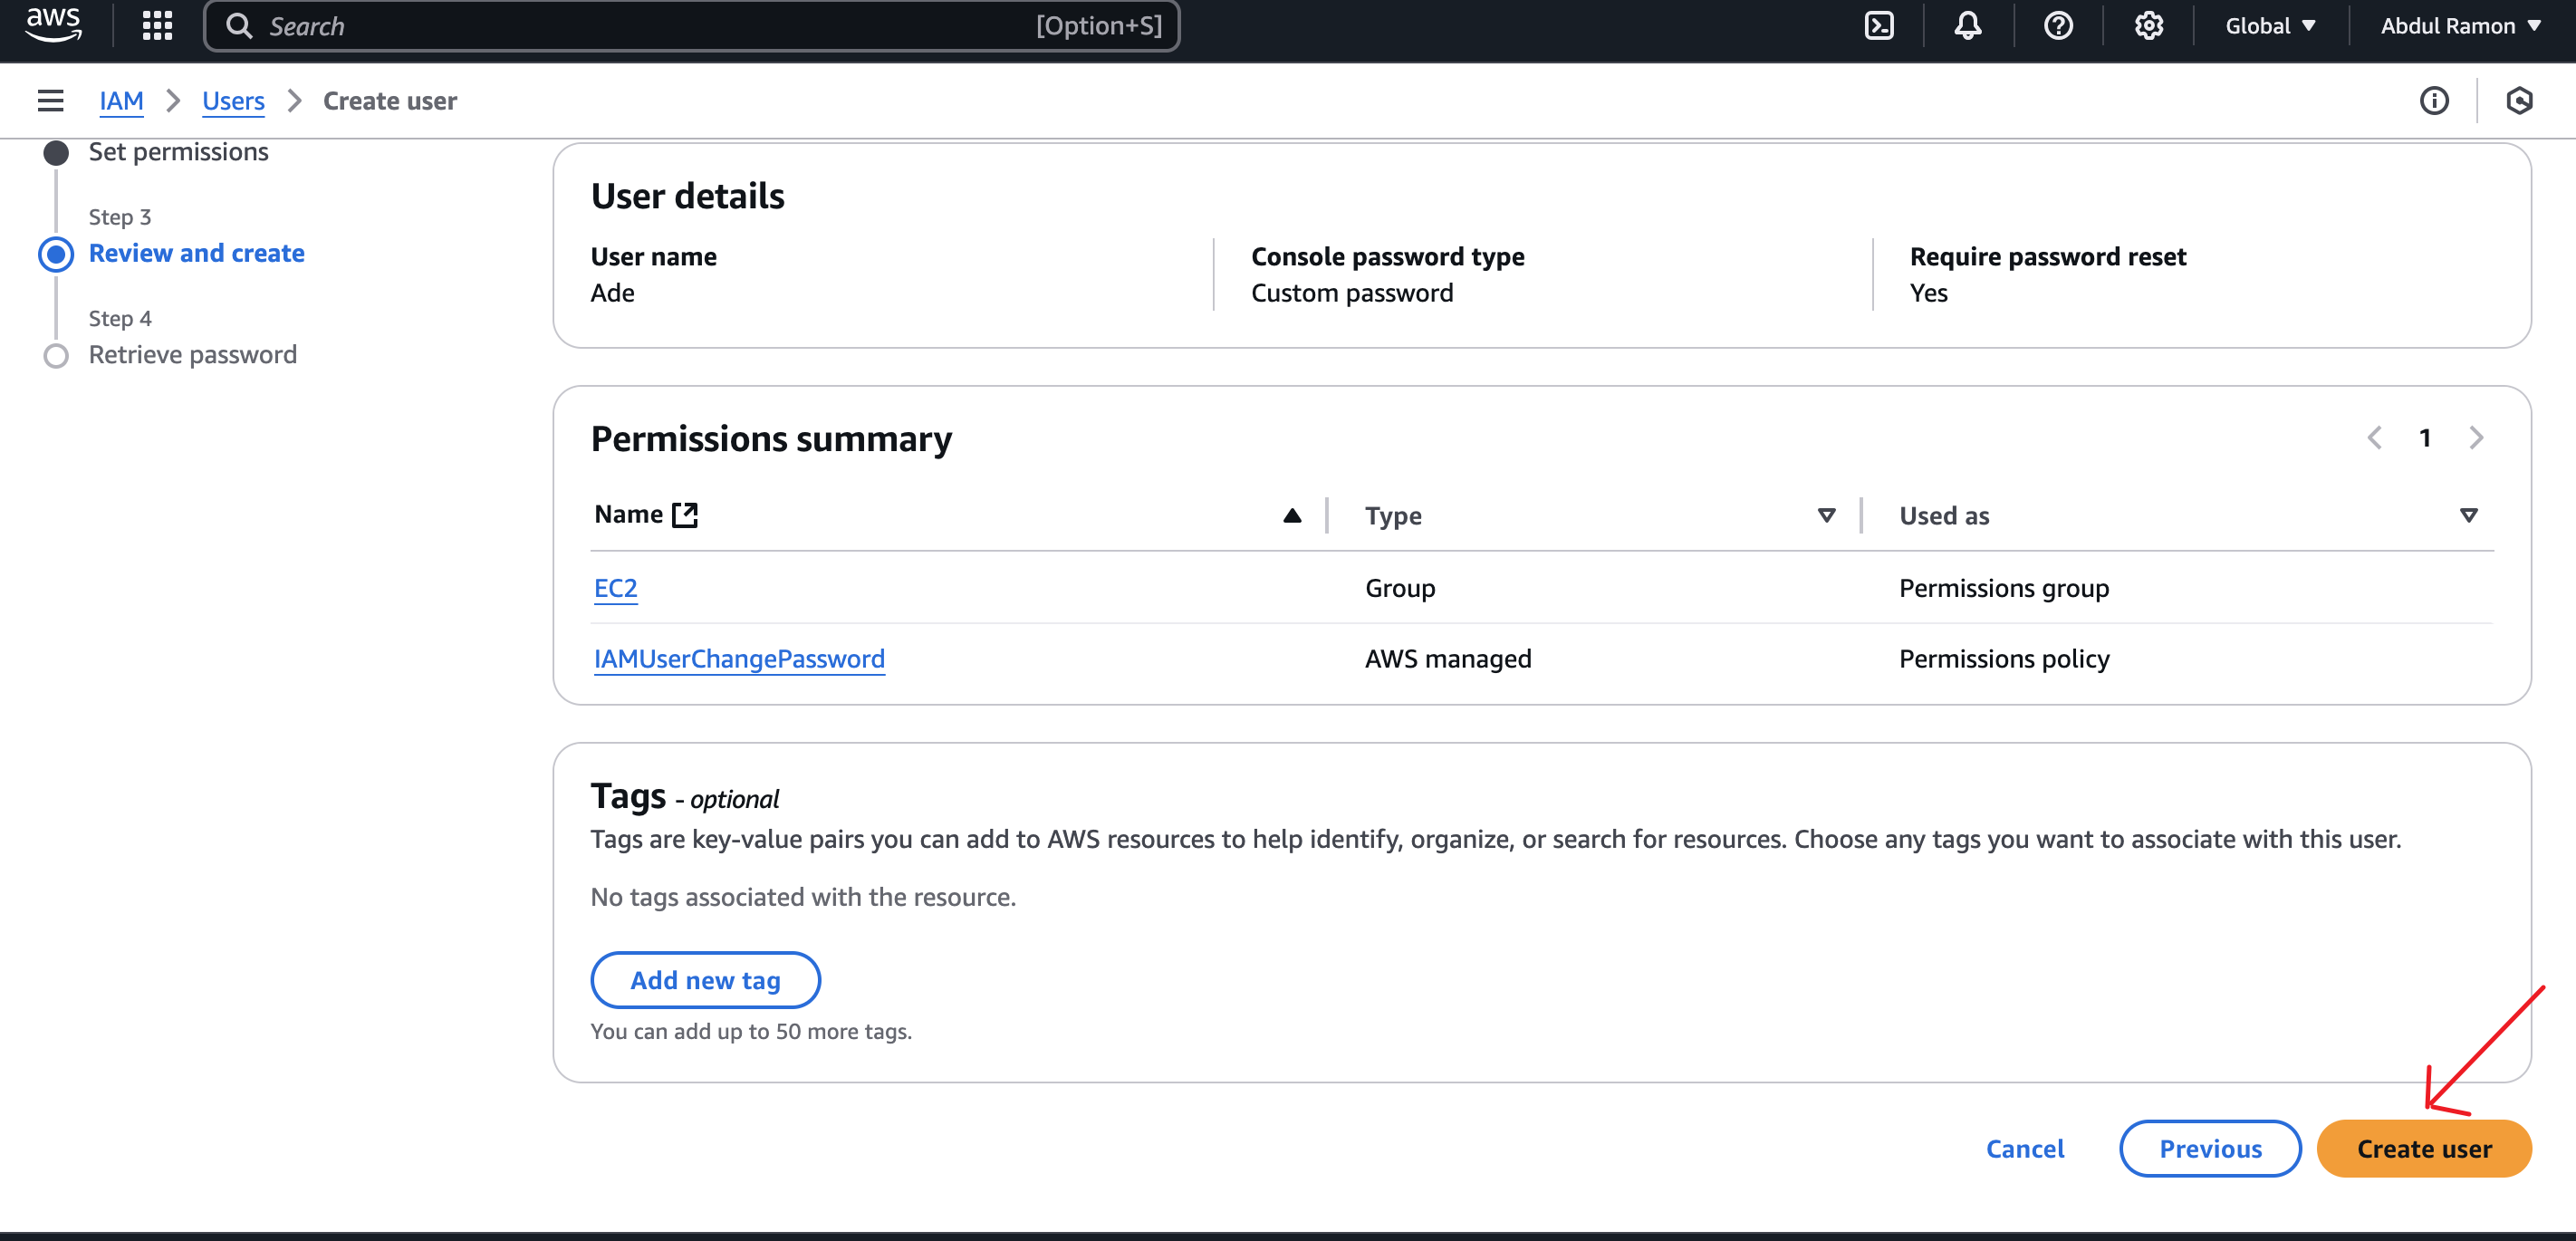 aws
Search [Option+S]
Global Abdul Ramon
IAM Users Create user
Set permissions
Step 3
Review and create
Step 4
Retrieve password
User details
User name
Ade
Console password type
Custom password
Require password reset
Yes
Permissions summary
1
Name Type Used as
EC2 Group Permissions group
IAMUserChangePassword AWS managed Permissions policy
Tags - optional
Tags are key-value pairs you can add to AWS resources to help identify, organize, or search for resources. Choose any tags you want to associate with this user.
No tags associated with the resource.
Add new tag
You can add up to 50 more tags.
Cancel Previous Create user